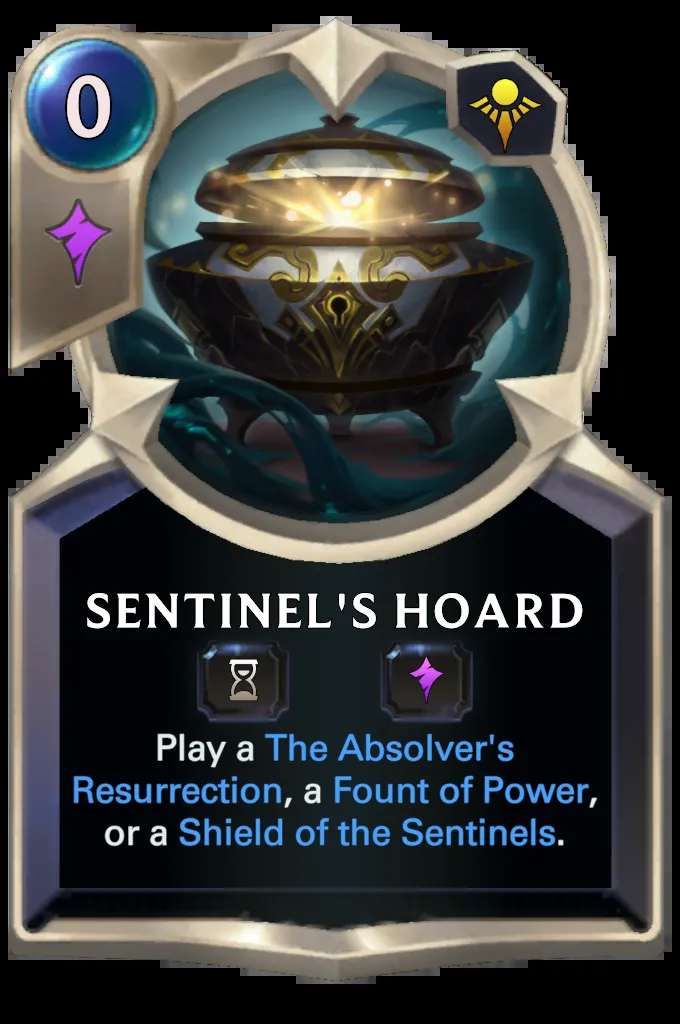 0
SENTINEL'S HOARD
Play a The Absolver's
Resurrection, a Fount of Power,
or a Shield of the Sentinels.